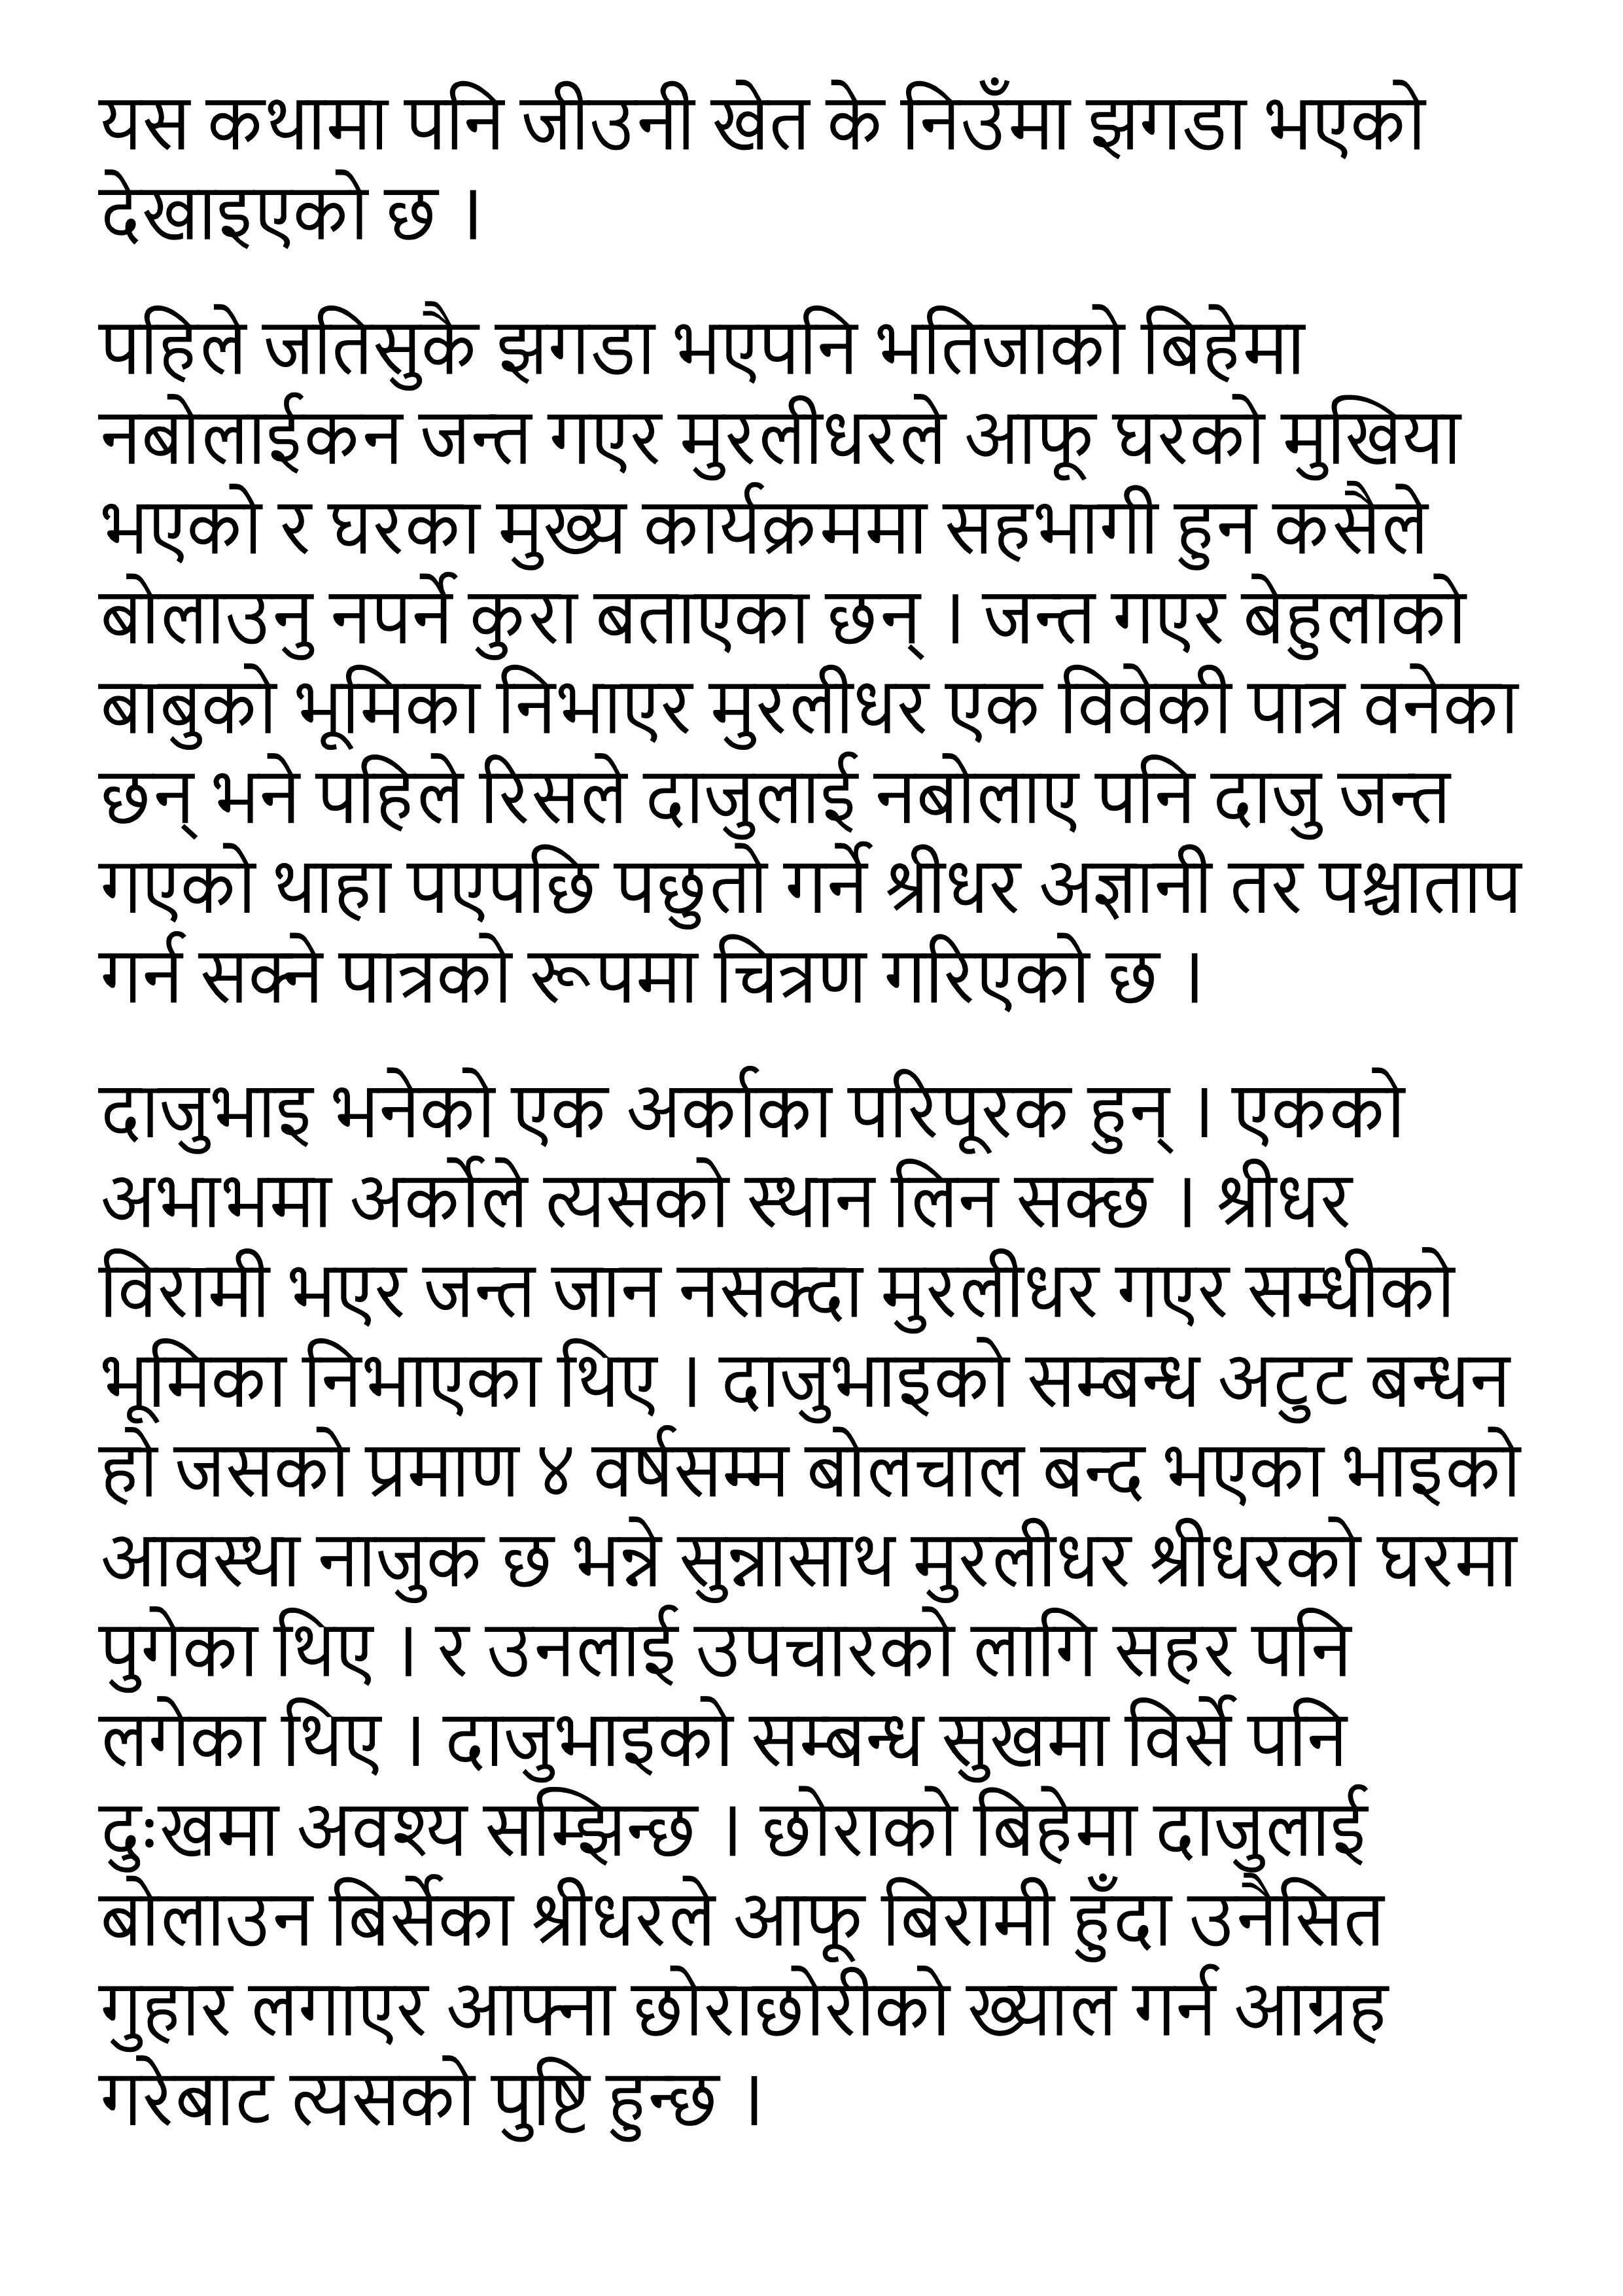 यस कथामा पनि जीउनी खेत के निउँमा झगडा भएको
देखाइएको छ ।
पहिले जतिसुकै झगडा भएपनि भतिजाको बिहेमा
नबोलाईकन जन्त गएर मुरलीधरले आफू घरको मुखिया
भएको र घरका मुख्य कार्यक्रममा सहभागी हुन कसैले
बोलाउनु नपर्ने कुरा बताएका छन् । जन्त गएर बेहुलाको
बाबुको भूमिका निभाएर मुरलीधर एक विवेकी पात्र वनेका
छन् भने पहिले रिसले दाजुलाई नबोलाए पनि दाजु जन्त
गएको थाहा पएपछि पछुतो गर्ने श्रीधर अज्ञानी तर पश्चाताप
गर्न सक्ने पात्रको रूपमा चित्रण गरिएको छ ।
दाजुभाइ भनेको एक अर्काका परिपूरक हुन् । एकको
अभाभमा अर्कोले त्यसको स्थान लिन सक्छ । श्रीधर
विरामी भएर जन्त जान नसक्दा मुरलीधर गएर सम्धीको
भूमिका निभाएका थिए । दाजुभाइको सम्बन्ध अटुट बन्धन
हो जसको प्रमाण ४ वर्षसम्म बोलचाल बन्द भएका भाइको
आवस्था नाजुक छ भन्ने सुन्नासाथ मुरलीधर श्रीधरको घरमा
पुगेका थिए । र उनलाई उपचारको लागि सहर पनि
लगेका थिए । दाजुभाइको सम्बन्ध सुखमा विर्से पनि
दुःखमा अवश्य सम्झिन्छ । छोराको बिहेमा दाजुलाई
बोलाउन बिर्सेका श्रीधरले आफू बिरामी हुँदा उनैसित
गुहार लगाएर आफ्ना छोराछोरीको ख्याल गर्न आग्रह
गरेबाट त्यसको पुष्टि हुन्छ ।